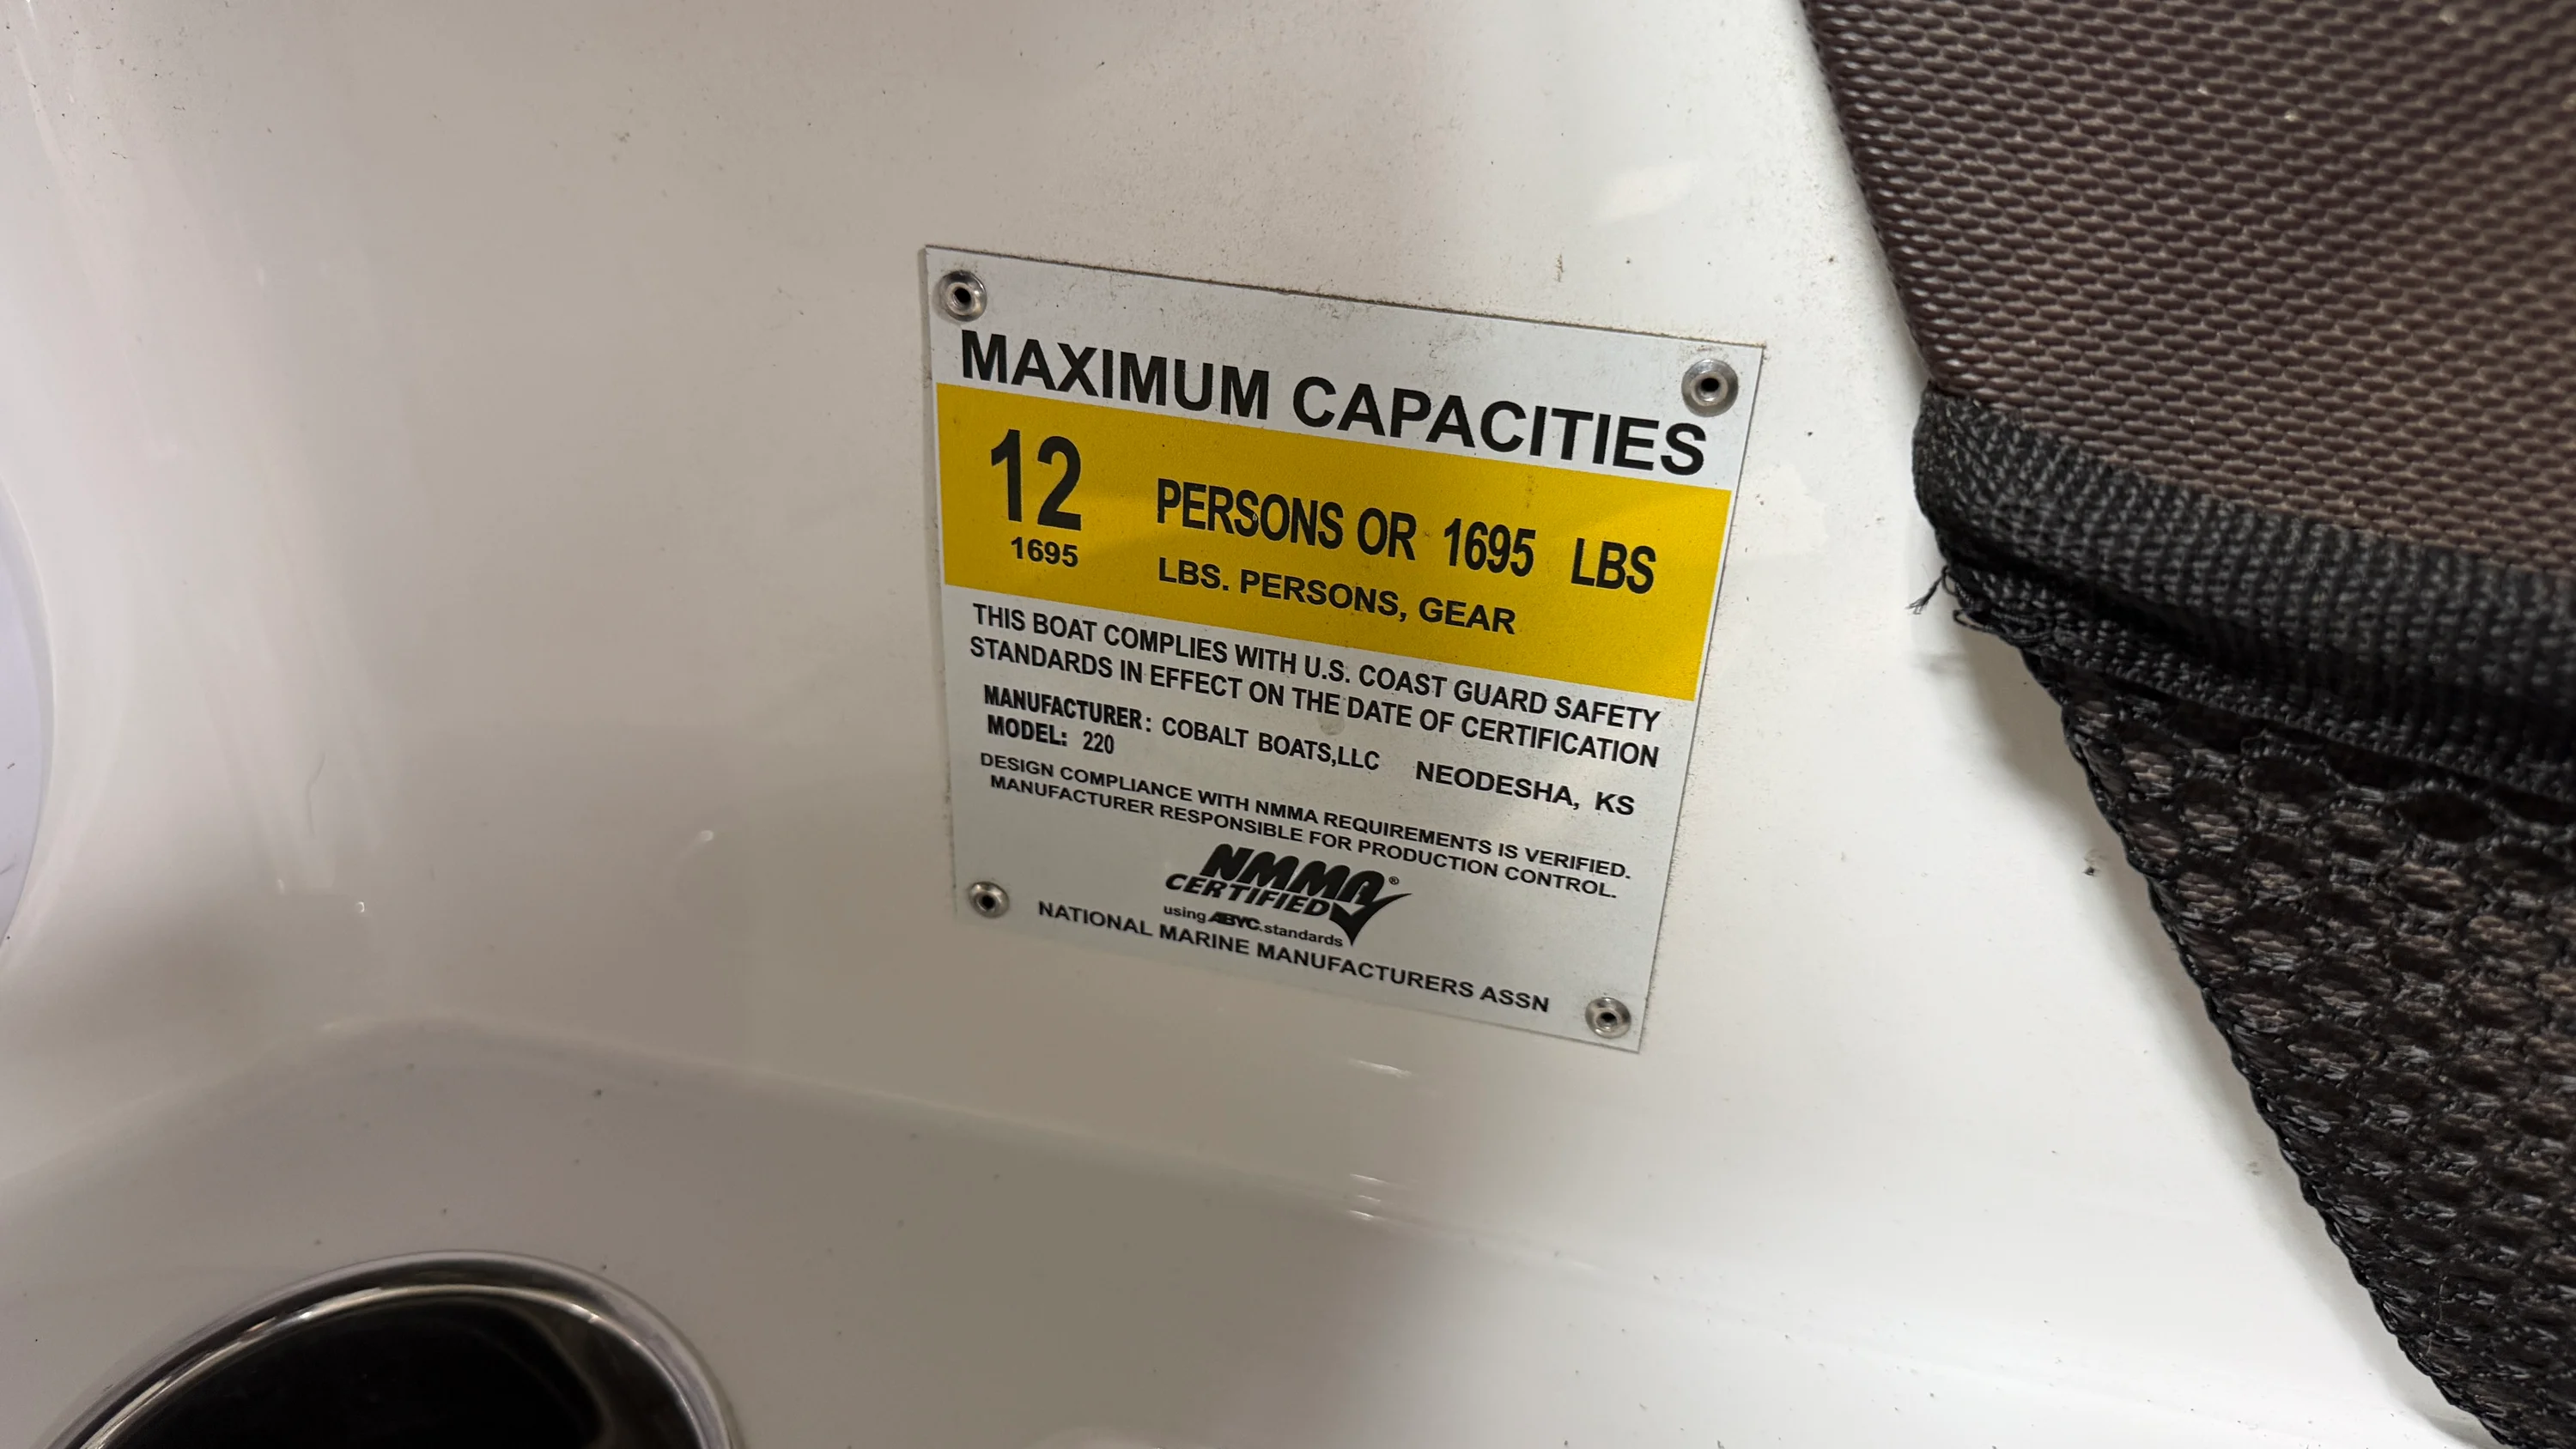 MAXIMUM CAPACITIES
12 PERSONS OR 1695 LBS
1695 LBS. PERSONS, GEAR
THIS BOAT COMPLIES WITH U.S. COAST GUARD SAFETY
STANDARDS IN EFFECT ON THE DATE OF CERTIFICATION
MANUFACTURER: COBALT BOATS,LLC NEODESHA, KS
MODEL: 220
DESIGN COMPLIANCE WITH NMMA REQUIREMENTS IS VERIFIED.
MANUFACTURER RESPONSIBLE FOR PRODUCTION CONTROL.
NMMA®
CERTIFIED
using ABYC standards
NATIONAL MARINE MANUFACTURERS ASSN